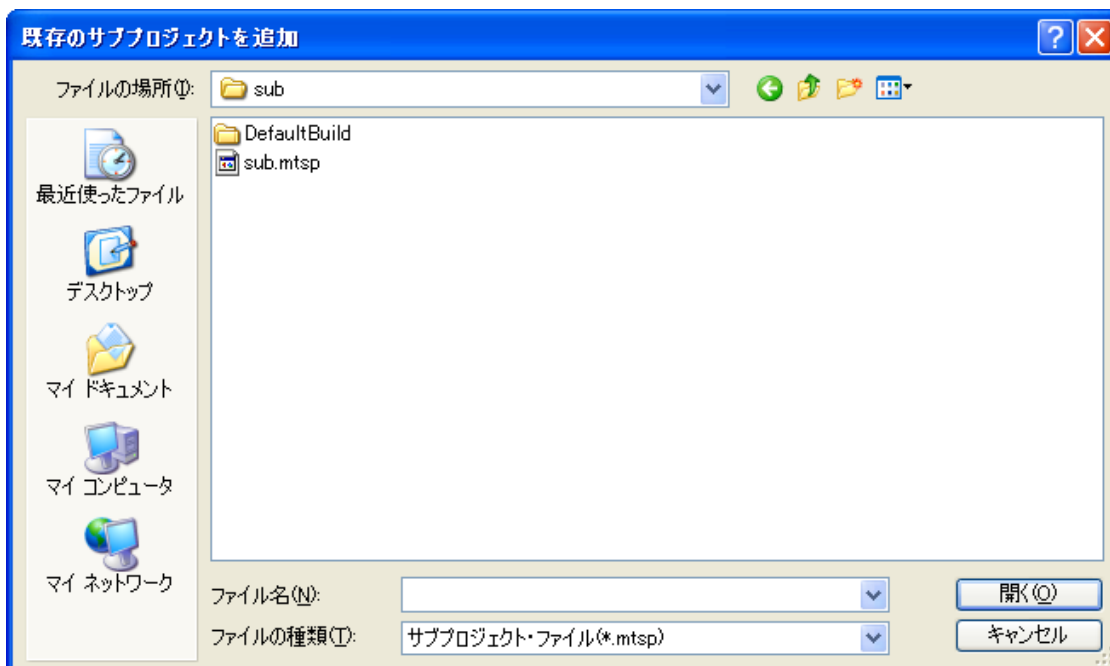 既存のサブプロジェクトを追加
ファイルの場所(I):
sub
DefaultBuild
sub.mtsp
最近使ったファイル
デスクトップ
マイ ドキュメント
マイ コンピュータ
マイ ネットワーク
ファイル名(N):
開く(O)
ファイルの種類(T):
サブプロジェクト・ファイル(*.mtsp)
キャンセル